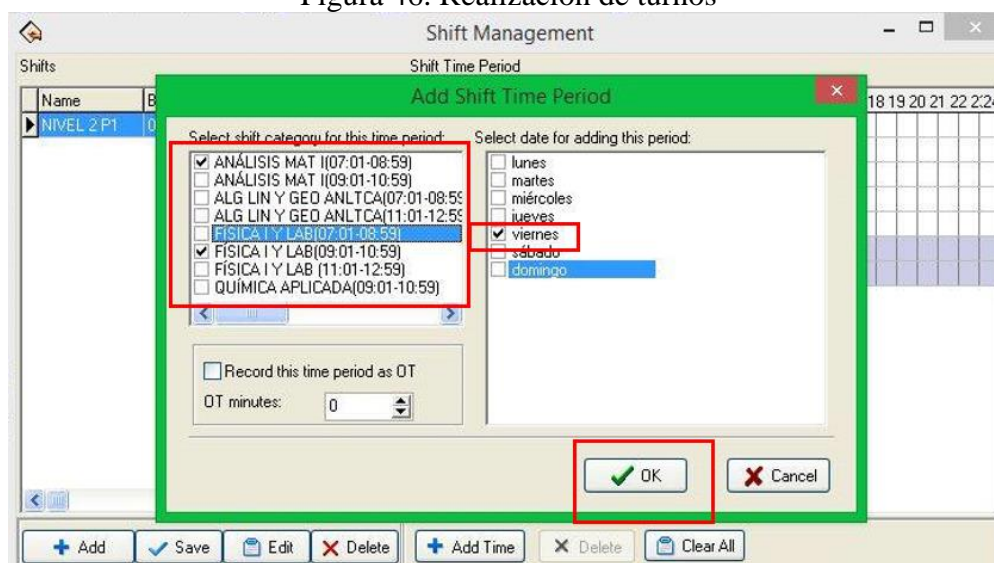 Figura 48. Realización de turnos
Shift Management
Shifts
Shift Time Period
Name
B
18 19 20 21 22 2:24
NIVEL 2 P1
0
Add Shift Time Period
Select shift category for this time period:
ANÁLISIS MAT I(07:01-08:59)
ANÁLISIS MAT I(09:01-10:59)
ALG LIN Y GEO ANLTCA(07:01-08:59
ALG LIN Y GEO ANLTCA(11:01-12:59
FÍSICA I Y LAB(07:01-08:59)
FÍSICA I Y LAB(09:01-10:59)
FÍSICA I Y LAB (11:01-12:59)
QUÍMICA APLICADA(09:01-10:59)
Select date for adding this period:
lunes
martes
miércoles
jueves
viernes
sábado
domingo
Record this time period as OT
OT minutes:
0
OK
Cancel
Add
Save
Edit
Delete
Add Time
Delete
Clear All